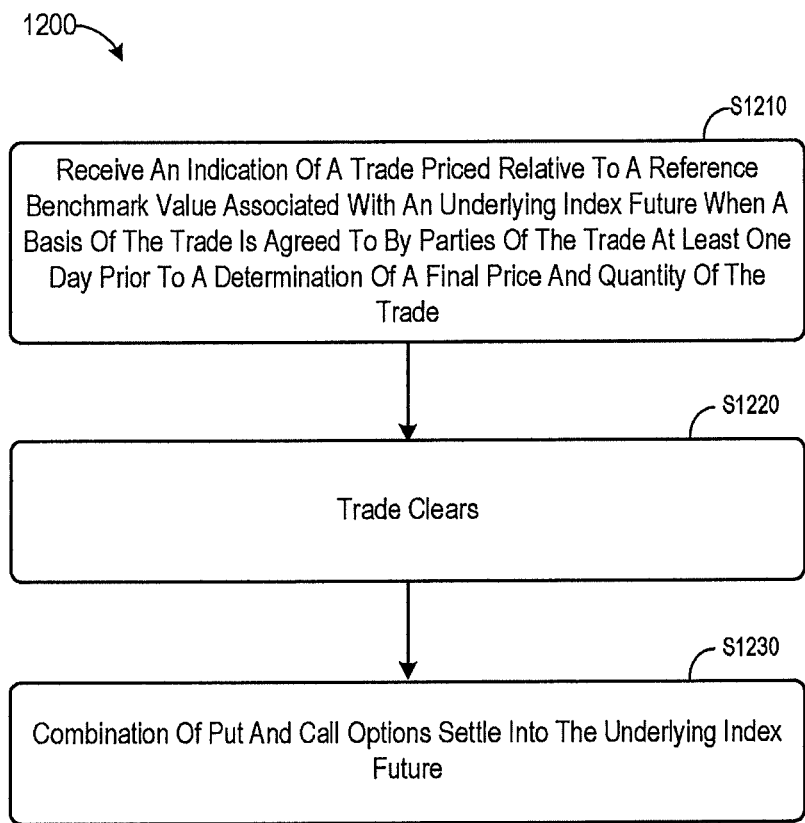 1200
S1210
Receive An Indication Of A Trade Priced Relative To A Reference
Benchmark Value Associated With An Underlying Index Future When A
Basis Of The Trade Is Agreed To By Parties Of The Trade At Least One
Day Prior To A Determination Of A Final Price And Quantity Of The
Trade
S1220
Trade Clears
S1230
Combination Of Put And Call Options Settle Into The Underlying Index
Future